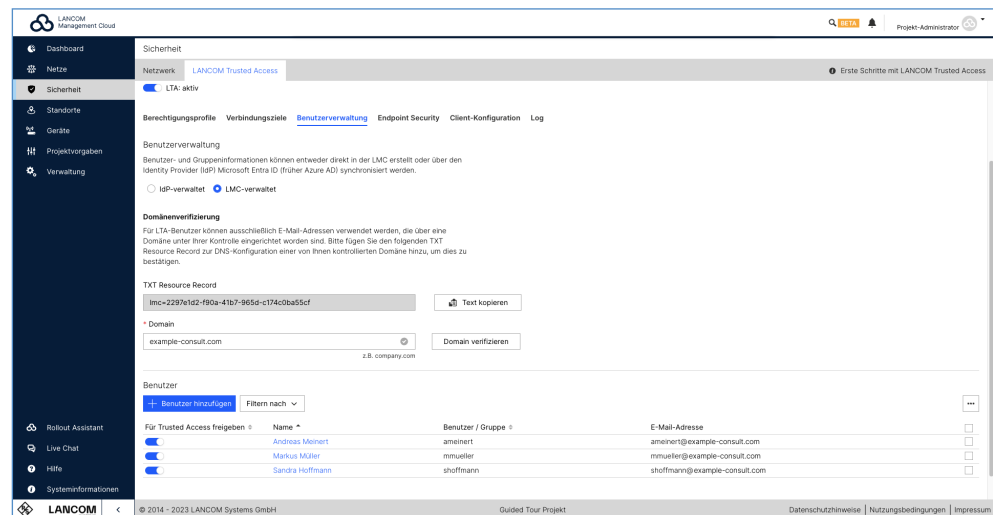 LANCOM
Management Cloud
BETA
Projekt-Administrator
Dashboard
Netze
Sicherheit
Standorte
Geräte
Projektvorgaben
Verwaltung
Rollout Assistant
Live Chat
Hilfe
Systeminformationen
LANCOM <
Sicherheit
Netzwerk LANCOM Trusted Access Erste Schritte mit LANCOM Trusted Access
LTA: aktiv
Berechtigungsprofile Verbindungsziele Benutzerverwaltung Endpoint Security Client-Konfiguration Log
Benutzerverwaltung
Benutzer- und Gruppeninformationen können entweder direkt in der LMC erstellt oder über den
Identity Provider (IdP) Microsoft Entra ID (früher Azure AD) synchronisiert werden.
IdP-verwaltet LMC-verwaltet
Domänenverifizierung
Für LTA-Benutzer können ausschließlich E-Mail-Adressen verwendet werden, die über eine
Domäne unter Ihrer Kontrolle eingerichtet worden sind. Bitte fügen Sie den folgenden TXT
Resource Record zur DNS-Konfiguration einer von Ihnen kontrollierten Domäne hinzu, um dies zu
bestätigen.
TXT Resource Record
lmc=2297e1d2-f90a-41b7-965d-c174c0ba55cf Text kopieren
* Domain
example-consult.com Domain verifizieren
z.B. company.com
Benutzer
+ Benutzer hinzufügen Filtern nach ...
Für Trusted Access freigeben Name Benutzer / Gruppe E-Mail-Adresse
Andreas Meinert ameinert ameinert@example-consult.com
Markus Müller mmueller mmueller@example-consult.com
Sandra Hoffmann shoffmann shoffmann@example-consult.com
© 2014 - 2023 LANCOM Systems GmbH Guided Tour Projekt Datenschutzhinweise | Nutzungsbedingungen | Impressum